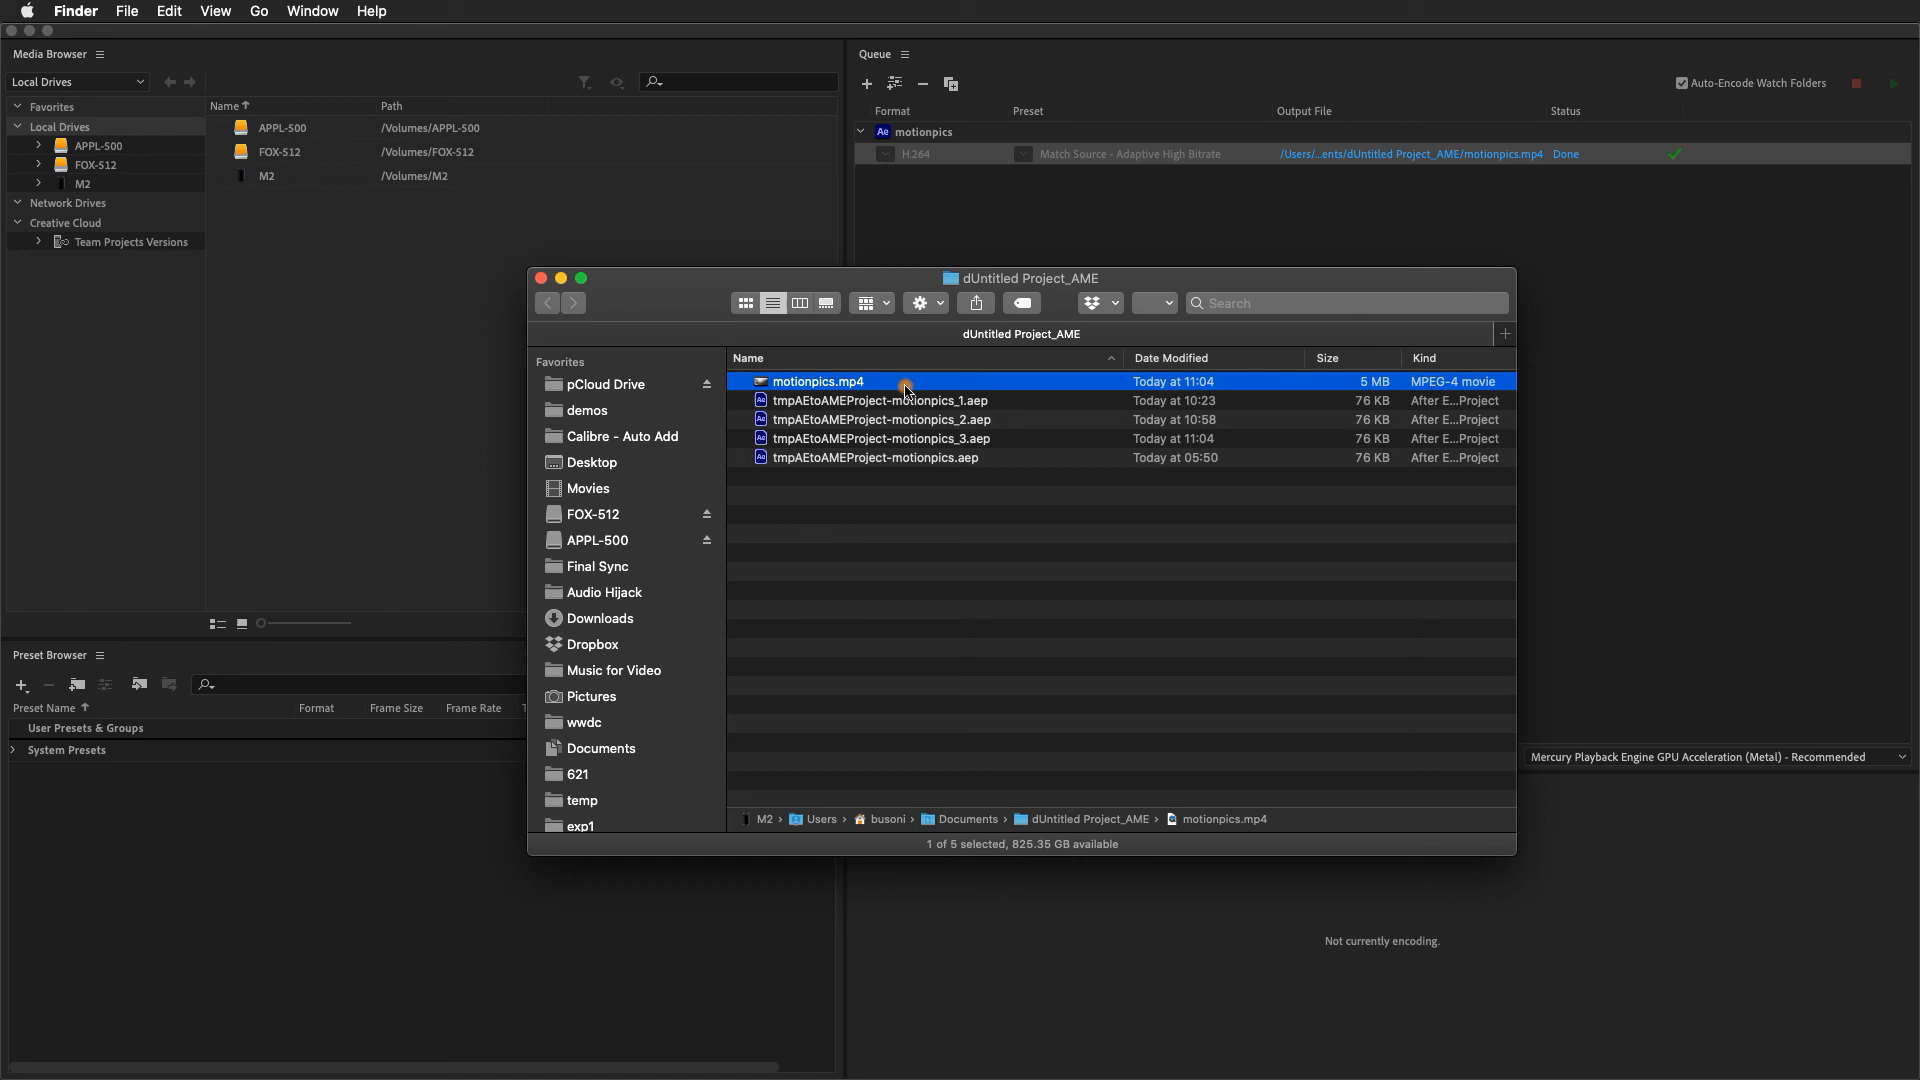 Finder File Edit View Go Window Help
Media Browser
Queue
Local Drives
Auto-Encode Watch Folders
Favorites
Name Path
Format Preset Output File Status
Local Drives
APPL-500 /Volumes/APPL-500
Ae motionpics
APPL-500
FOX-512 /Volumes/FOX-512
H.264 Match Source - Adaptive High Bitrate /Users/...ents/dUntitled Project_AME/motionpics.mp4 Done
FOX-512
M2 /Volumes/M2
M2
Network Drives
Creative Cloud
Team Projects Versions
dUntitled Project_AME
Search
dUntitled Project_AME
Favorites
Name Date Modified Size Kind
pCloud Drive
motionpics.mp4 Today at 11:04 5 MB MPEG-4 movie
tmpAEtoAMEProject-motionpics_1.aep Today at 10:23 76 KB After E...Project
demos
tmpAEtoAMEProject-motionpics_2.aep Today at 10:58 76 KB After E...Project
Calibre - Auto Add
tmpAEtoAMEProject-motionpics_3.aep Today at 11:04 76 KB After E...Project
Desktop
tmpAEtoAMEProject-motionpics.aep Today at 05:50 76 KB After E...Project
Movies
FOX-512
APPL-500
Final Sync
Audio Hijack
Downloads
Dropbox
Music for Video
Pictures
wwdc
Documents
621
temp
exp1
M2 › Users › busoni › Documents › dUntitled Project_AME › motionpics.mp4
1 of 5 selected, 825.35 GB available
Preset Browser
Preset Name Format Frame Size Frame Rate T
User Presets & Groups
System Presets
Mercury Playback Engine GPU Acceleration (Metal) - Recommended
Not currently encoding.